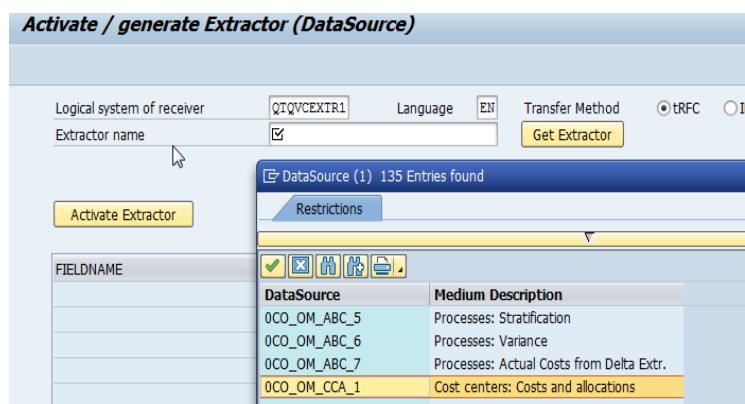 Activate / generate Extractor (DataSource)
Logical system of receiver QTQVCEXTR1 Language EN Transfer Method tRFC
Extractor name Get Extractor
DataSource (1) 135 Entries found
Restrictions
Activate Extractor
FIELDNAME
DataSource Medium Description
0CO_OM_ABC_5 Processes: Stratification
0CO_OM_ABC_6 Processes: Variance
0CO_OM_ABC_7 Processes: Actual Costs from Delta Extr.
0CO_OM_CCA_1 Cost centers: Costs and allocations